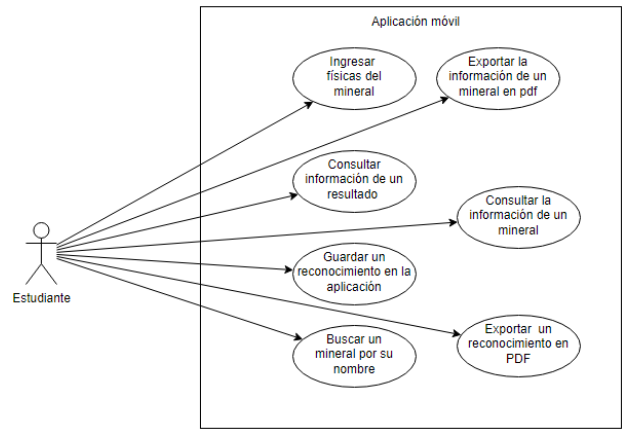 Aplicación móvil
Ingresar
físicas del
mineral
Exportar la
información de un
mineral en pdf
Consultar
información de un
resultado
Consultar la
información de un
mineral
Estudiante
Guardar un
reconocimiento en la
aplicación
Buscar un
mineral por su
nombre
Exportar un
reconocimiento en
PDF